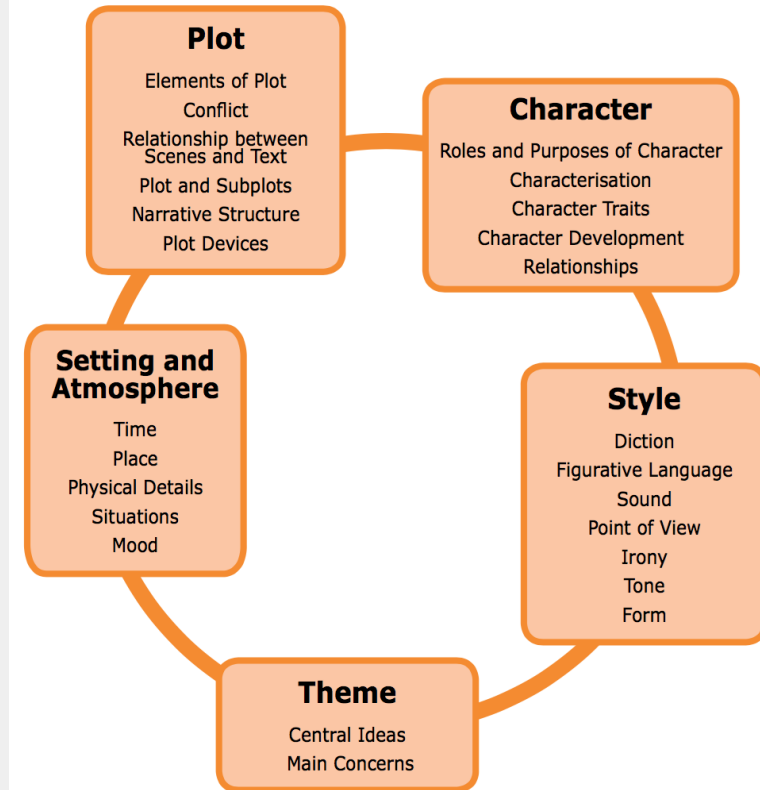 Plot
Elements of Plot
Conflict
Relationship between
Scenes and Text
Plot and Subplots
Narrative Structure
Plot Devices
Character
Roles and Purposes of Character
Characterisation
Character Traits
Character Development
Relationships
Setting and
Atmosphere
Time
Place
Physical Details
Situations
Mood
Style
Diction
Figurative Language
Sound
Point of View
Irony
Tone
Form
Theme
Central Ideas
Main Concerns